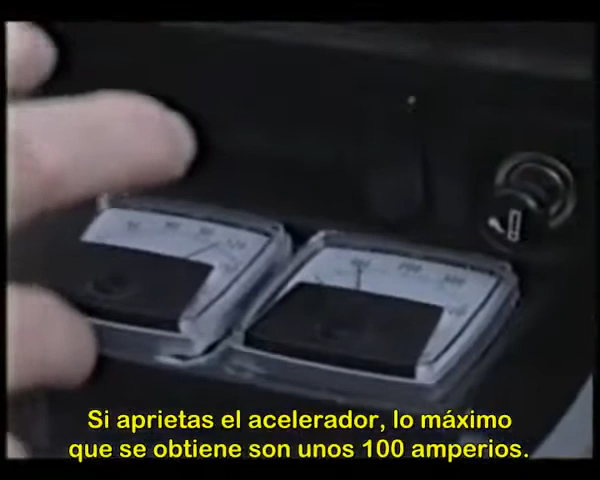 Si aprietas el acelerador, lo máximo
que se obtiene son unos 100 amperios.